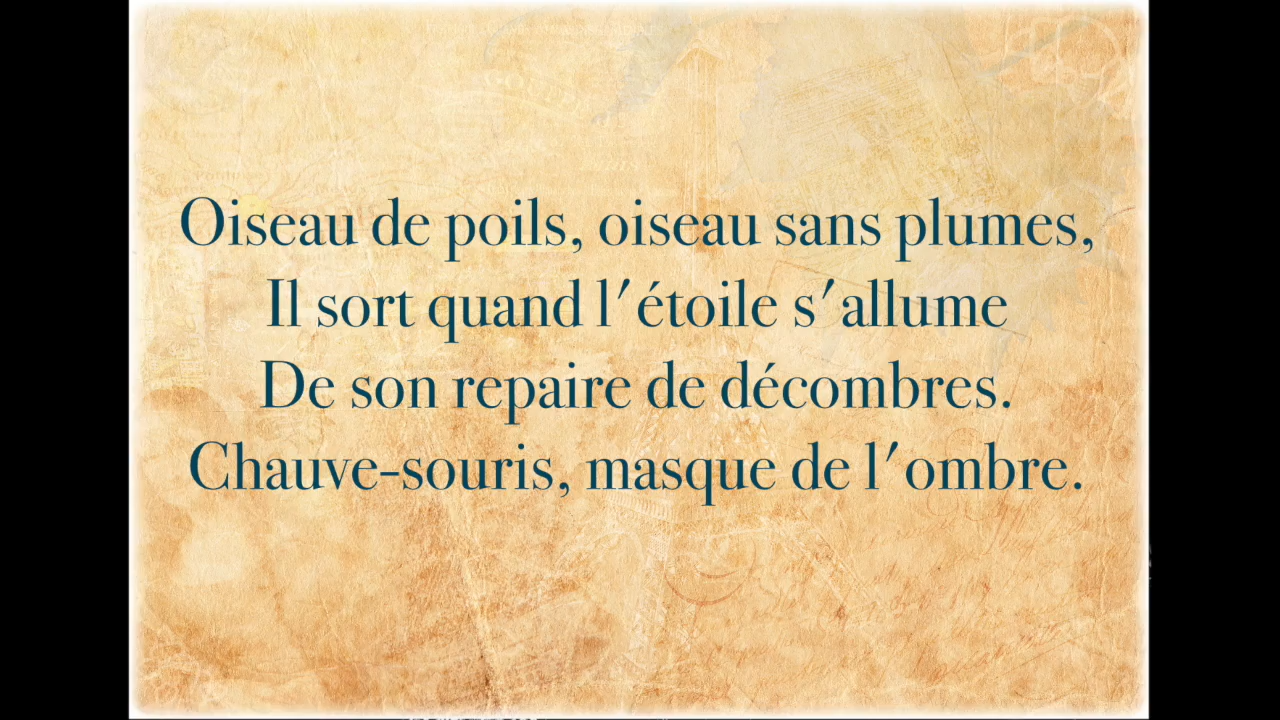 Oiseau de poils, oiseau sans plumes,
Il sort quand l'étoile s'allume
De son repaire de décombres.
Chauve-souris, masque de l'ombre.